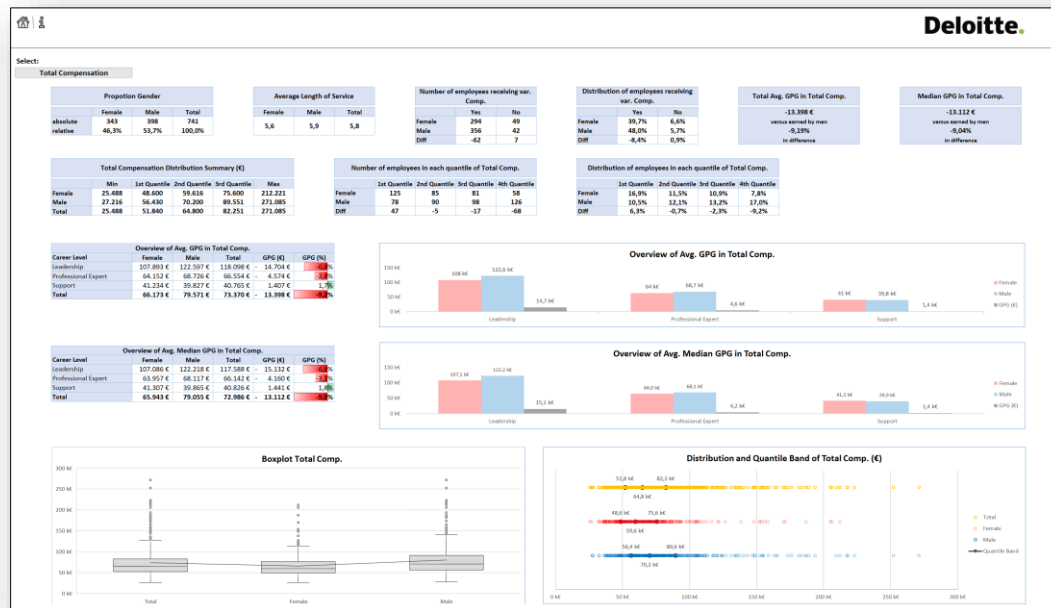 Deloitte.
Select:
Total Compensation
Propotion Gender
Female Male Total
absolute 343 398 741
relative 46,3% 53,7% 100,0%
Average Length of Service
Female Male Total
5,6 5,9 5,8
Number of employees receiving var. Comp.
Yes No
Female 294 49
Male 356 42
Diff -62 7
Distribution of employees receiving var. Comp.
Yes No
Female 39,7% 6,6%
Male 48,0% 5,7%
Diff -8,4% 0,9%
Total Avg. GPG in Total Comp.
-13.398 €
versus earned by men
-9,19%
in difference
Median GPG in Total Comp.
-13.112 €
versus earned by men
-9,04%
in difference
Total Compensation Distribution Summary (€)
Min 1st Quantile 2nd Quantile 3rd Quantile Max
Female 25.488 48.600 59.616 75.600 212.221
Male 27.216 56.430 70.200 89.551 271.085
Total 25.488 51.840 64.800 82.251 271.085
Number of employees in each quantile of Total Comp.
1st Quantile 2nd Quantile 3rd Quantile 4th Quantile
Female 125 85 81 58
Male 78 90 98 126
Diff 47 -5 -17 -68
Distribution of employees in each quantile of Total Comp.
1st Quantile 2nd Quantile 3rd Quantile 4th Quantile
Female 16,9% 11,5% 10,9% 7,8%
Male 10,5% 12,1% 13,2% 17,0%
Diff 6,3% -0,7% -2,3% -9,2%
Overview of Avg. GPG in Total Comp.
Career Level Female Male Total GPG (€) GPG (%)
Leadership 107.893 € 122.597 € 118.098 € - 14.704 €
Professional Expert 64.152 € 68.726 € 66.554 € - 4.574 €
Support 41.234 € 39.827 € 40.765 € 1.407 € 1,7%
Total 66.173 € 79.571 € 73.370 € - 13.398 € -9,2%
Overview of Avg. GPG in Total Comp.
150 k€
100 k€
50 k€
0 k€
108 k€ 122,6 k€ 14,7 k€
64 k€ 68,7 k€ 4,6 k€
41 k€ 39,8 k€ 1,4 k€
Leadership Professional Expert Support
Female
Male
GPG (€)
Overview of Avg. Median GPG in Total Comp.
Career Level Female Male Total GPG (€) GPG (%)
Leadership 107.086 € 122.218 € 117.588 € - 15.132 €
Professional Expert 63.957 € 68.117 € 66.142 € - 4.160 €
Support 41.307 € 39.865 € 40.826 € 1.441 € 1,8%
Total 65.943 € 79.055 € 72.986 € - 13.112 € -9,0%
Overview of Avg. Median GPG in Total Comp.
150 k€
100 k€
50 k€
0 k€
107,1 k€ 122,2 k€ 15,1 k€
64,0 k€ 68,1 k€ 4,2 k€
41,3 k€ 39,9 k€ 1,4 k€
Leadership Professional Expert Support
Female
Male
GPG (€)
Boxplot Total Comp.
300 k€
250 k€
200 k€
150 k€
100 k€
50 k€
0 k€
Total Female Male
Distribution and Quantile Band of Total Comp. (€)
51,8 k€ 82,3 k€
64,8 k€
48,6 k€ 75,6 k€
59,6 k€
56,4 k€ 89,6 k€
70,2 k€
Total
Female
Male
Quantile Band
0 k€ 50 k€ 100 k€ 150 k€ 200 k€ 250 k€ 300 k€